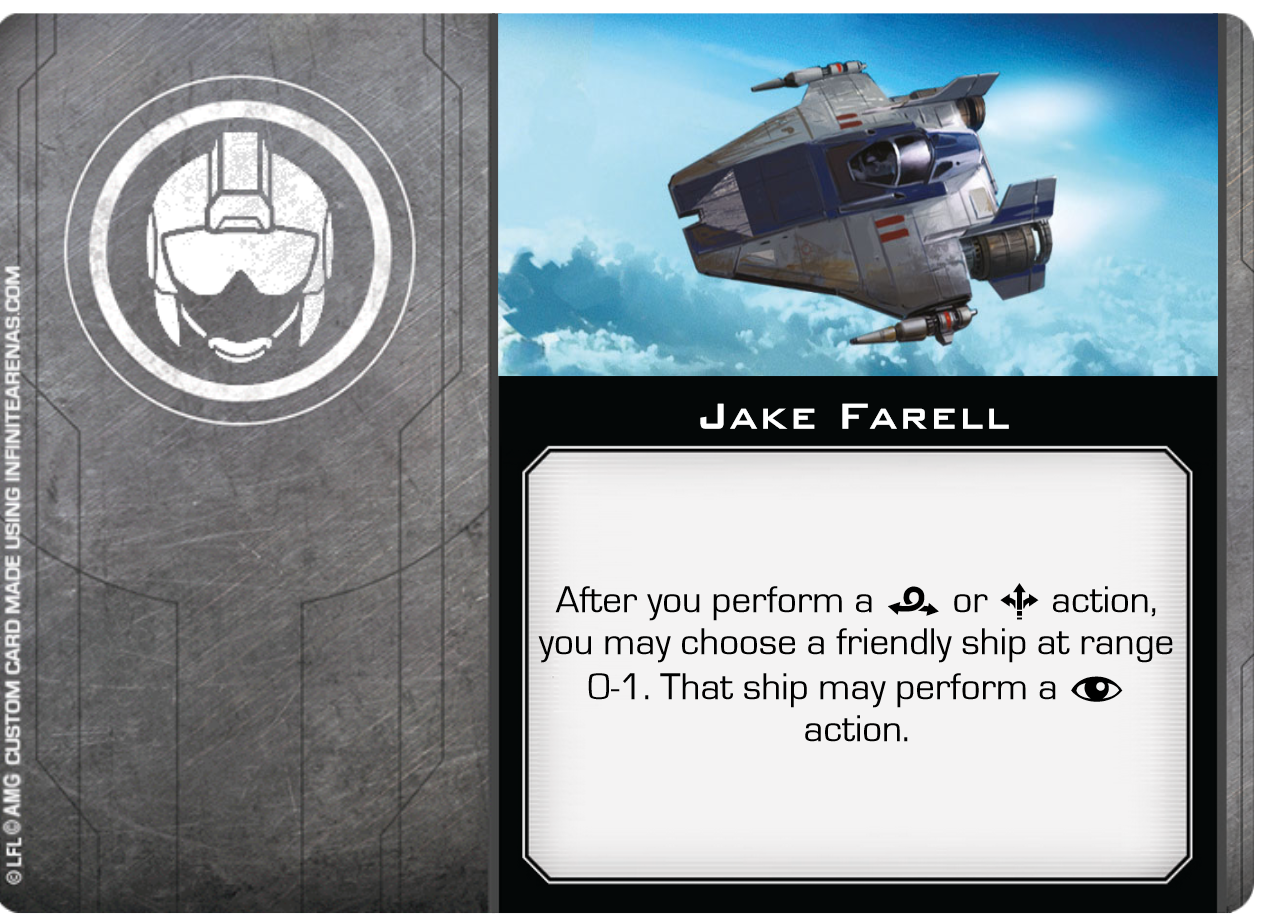 © LFL © AMG CUSTOM CARD MADE USING INFINITEARENAS.COM
JAKE FARELL
After you perform a or action,
you may choose a friendly ship at range
0-1. That ship may perform a
action.